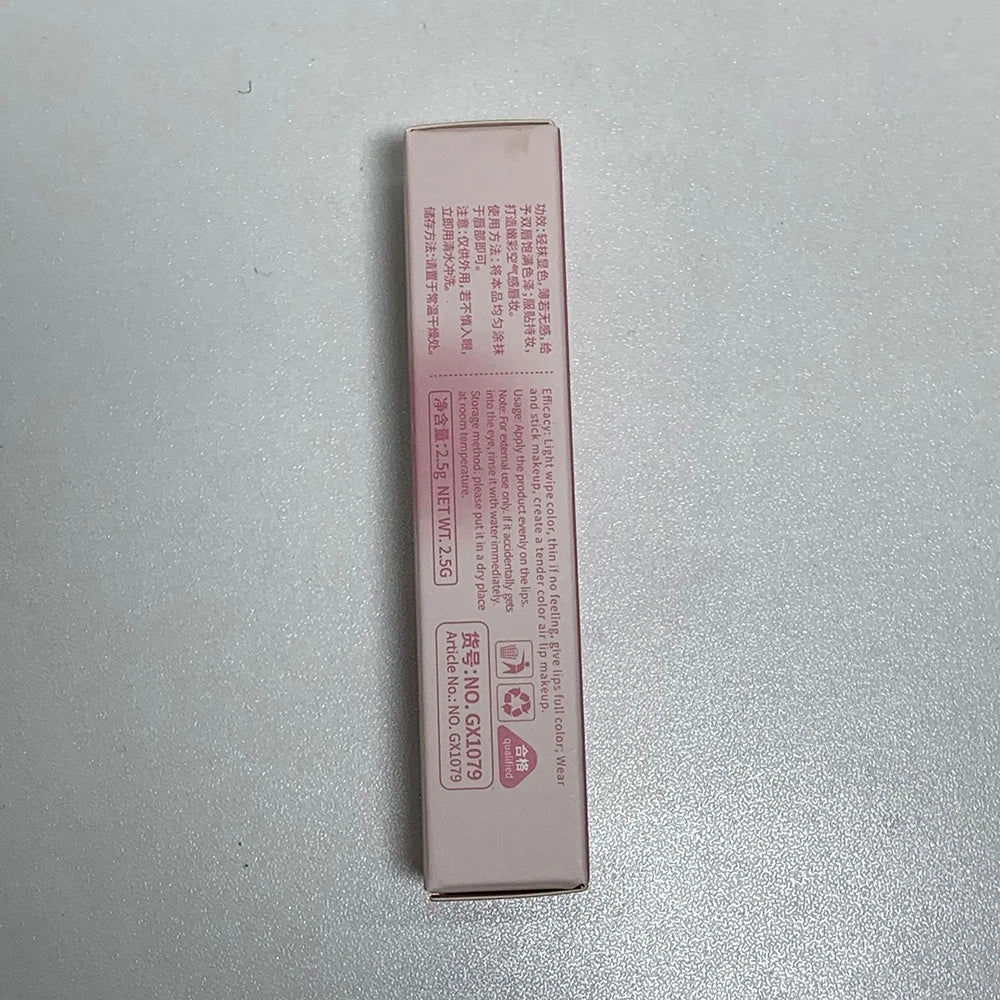 功效:轻抹显色,薄若无感,给
予双唇饱满色泽;服贴持妆,
打造嫩彩空气感唇妆。
使用方法:将本品均匀涂抹
于唇部即可。
注意:仅供外用,若不慎入眼,
立即用清水冲洗。
储存方法:请置于常温干燥处。
Efficacy: Light wipe color, thin if no feeling, give lips full color; Wear
and stick makeup, create a tender color air lip makeup.
Usage: Apply the product evenly on the lips.
Note: For external use only. If it accidentally gets
into the eye, rinse it with water immediately.
Storage method: please put it in a dry place
at room temperature.
净含量:2.5g NET WT. 2.5G
合格
qualified
货号:NO. GX1079
Article No.: NO. GX1079